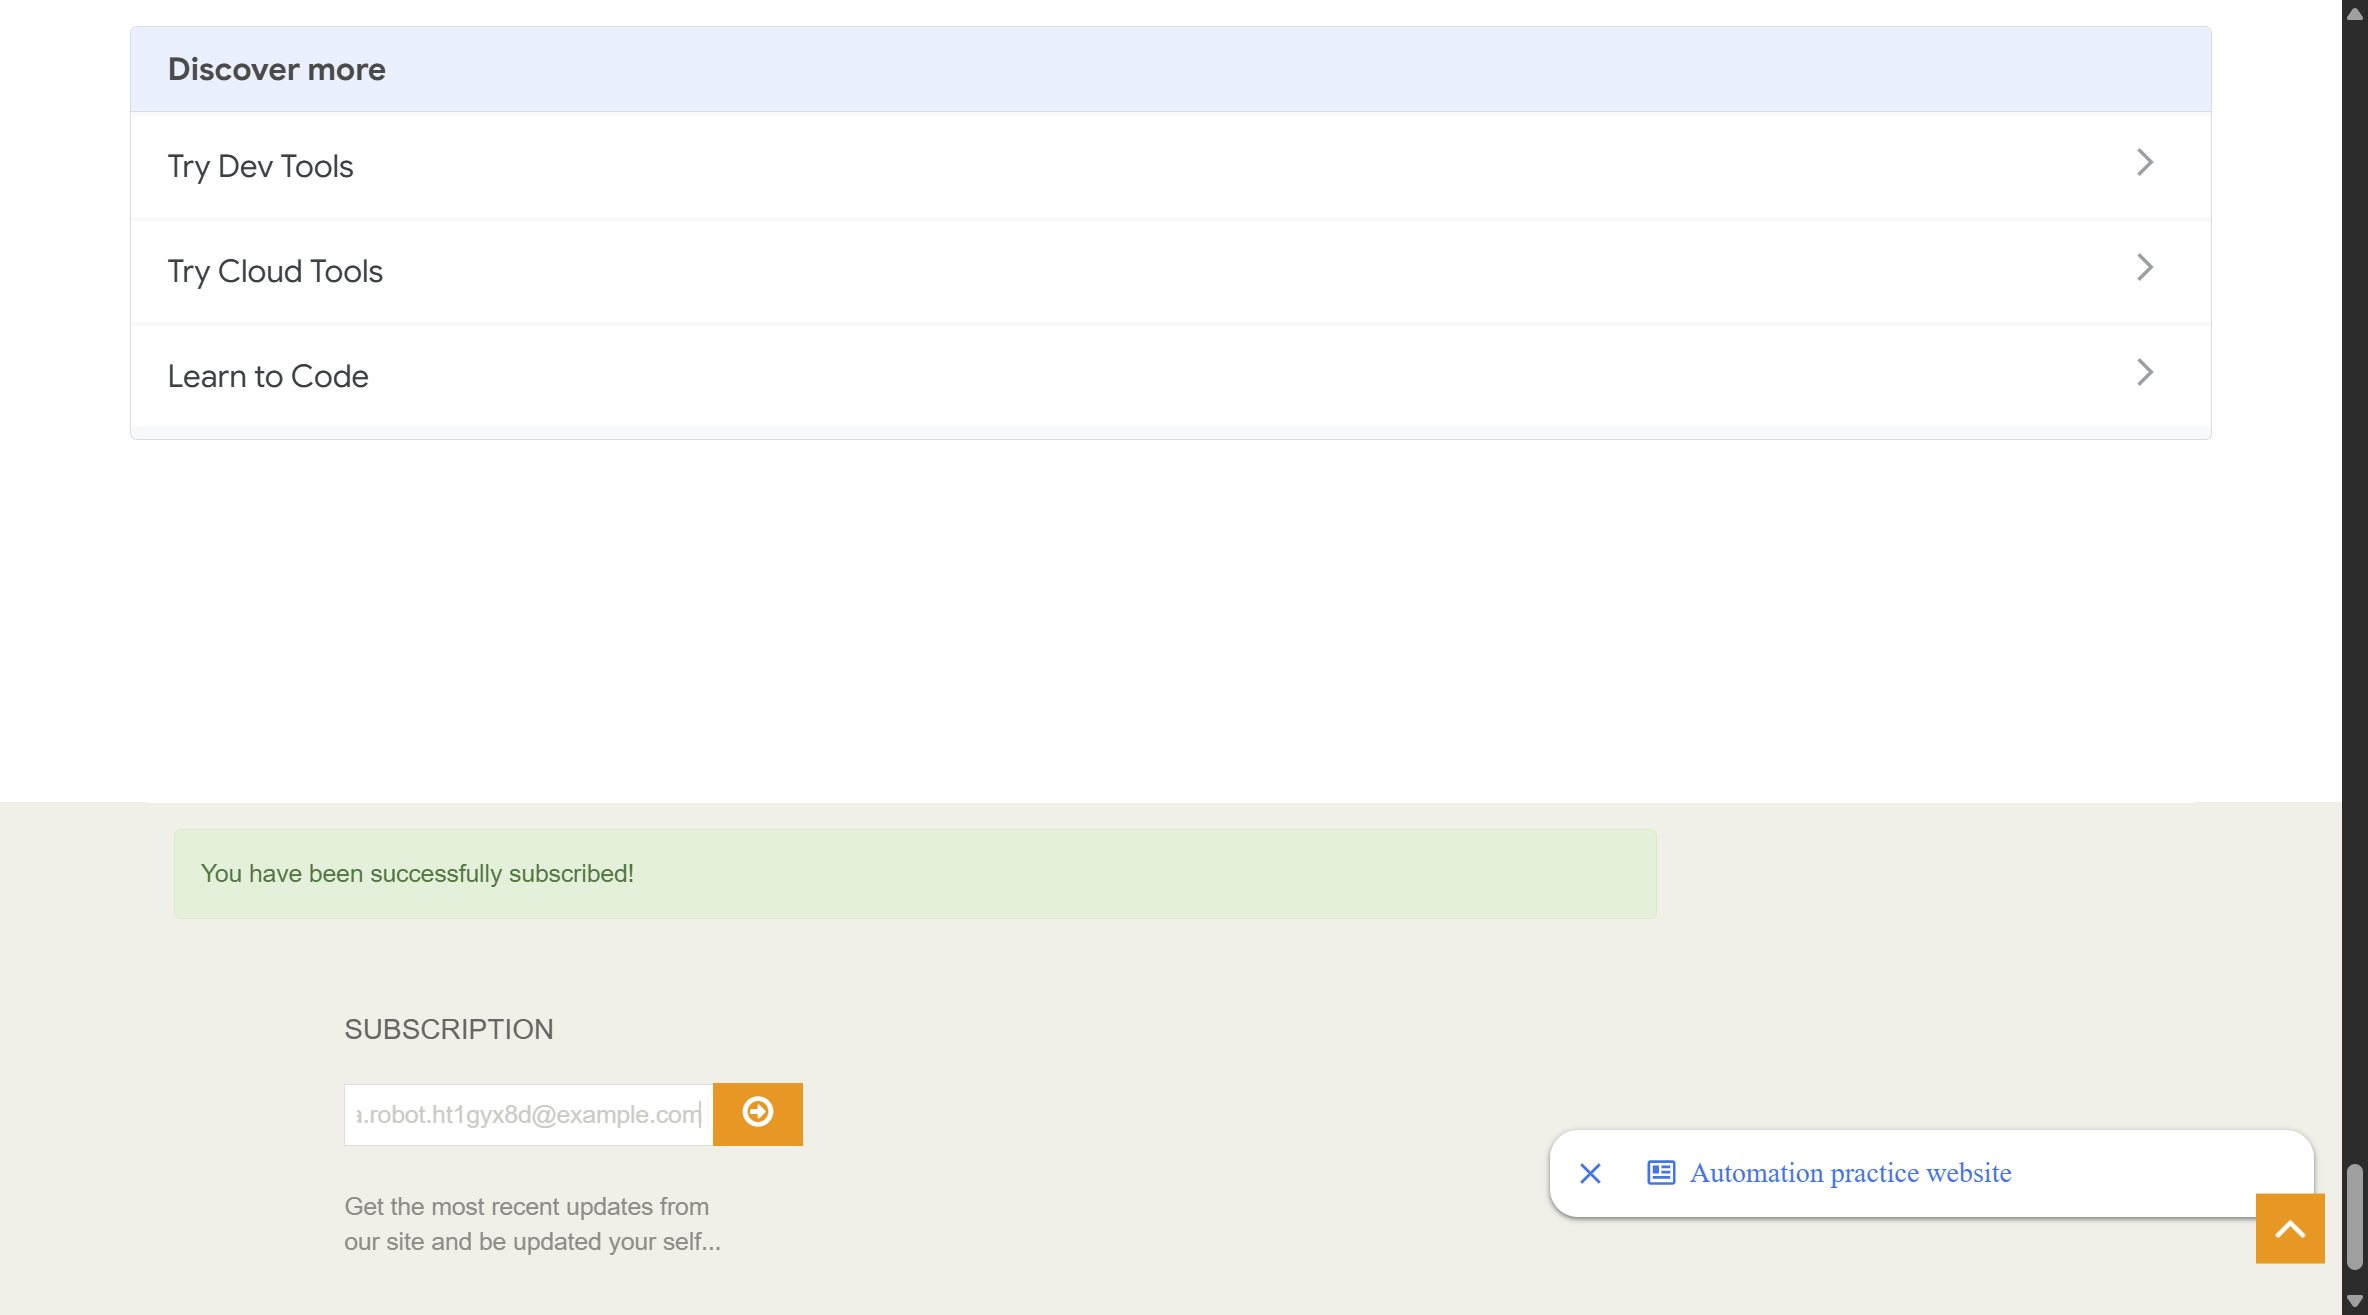 Discover more
Try Dev Tools
Try Cloud Tools
Learn to Code
You have been successfully subscribed!
SUBSCRIPTION
a.robot.ht1gyx8d@example.com
Get the most recent updates from
our site and be updated your self...
Automation practice website